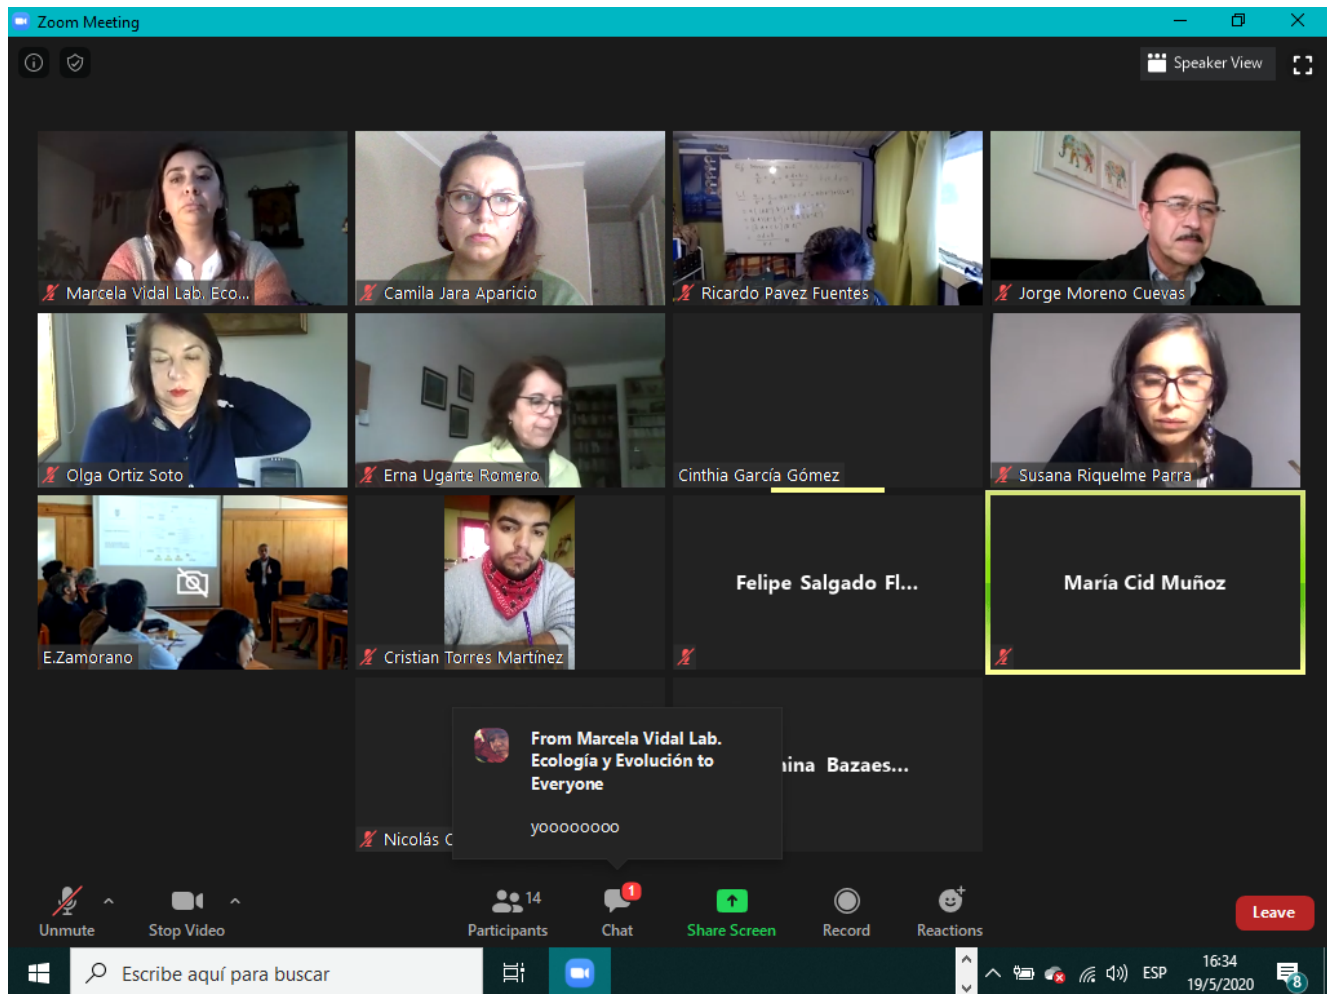 Zoom Meeting
Speaker View
Marcela Vidal Lab. Eco...
Camila Jara Aparicio
Ricardo Pavez Fuentes
Jorge Moreno Cuevas
Olga Ortiz Soto
Erna Ugarte Romero
Cinthia García Gómez
Susana Riquelme Parra
E.Zamorano
Cristian Torres Martínez
Felipe Salgado Fl...
María Cid Muñoz
From Marcela Vidal Lab.
Ecología y Evolución to
Everyone
yoooooooo
Bazaes...
Nicolás
Unmute
Stop Video
14
Participants
1
Chat
Share Screen
Record
Reactions
Leave
Escribe aquí para buscar
ESP
16:34
19/5/2020
8